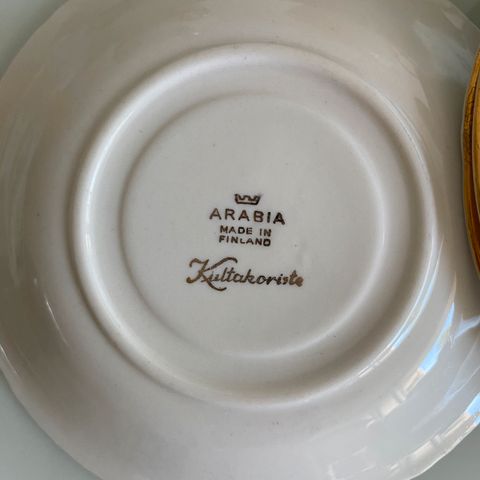 ARABIA
MADE IN
FINLAND
Kultakoriste